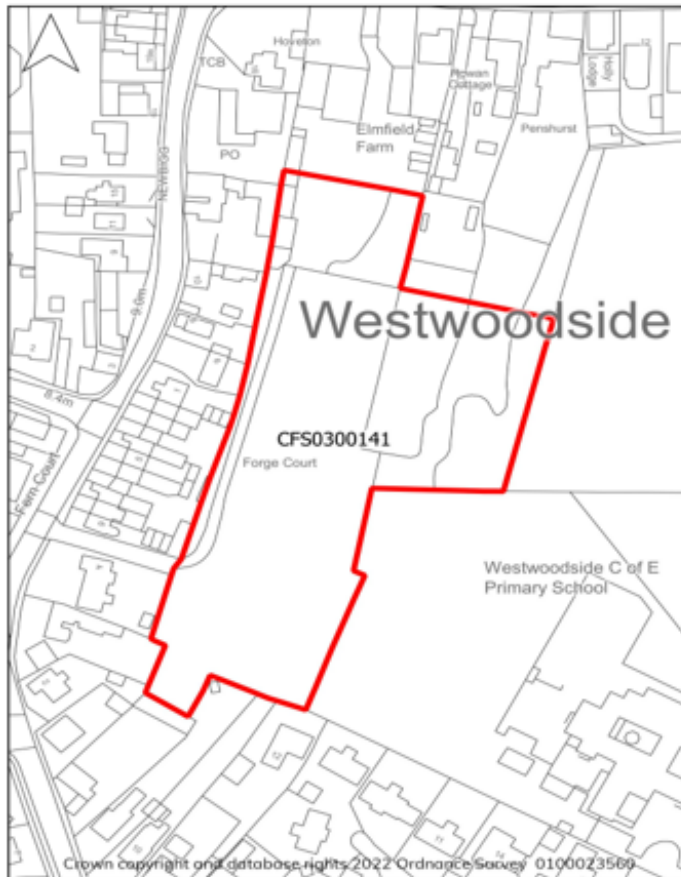 Hovelon
TCB
PO
Elmfield
Farm
Rowan
Cottage
Holly
Lodge
Penshurst
NEWBIGG
9.0m
8.4m
Westwoodside
CFS0300141
Forge Court
Fern Court
Westwoodside C of E
Primary School
Crown copyright and database rights 2022 Ordnance Survey 0100023560